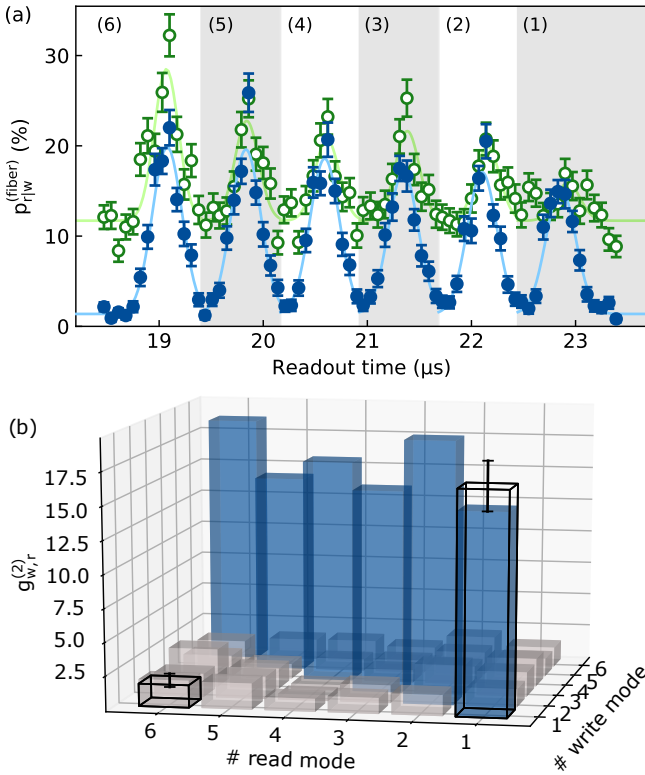 (a)
(6) (5) (4) (3) (2) (1)
30
20
10
0
p_{r|w}^{(fiber)} (%)
19 20 21 22 23
Readout time (μs)
(b)
17.5
15.0
12.5
10.0
7.5
5.0
2.5
g_{w,r}^{(2)}
6 5 4 3 2 1
# read mode
1 2 3 4 5 6
# write mode